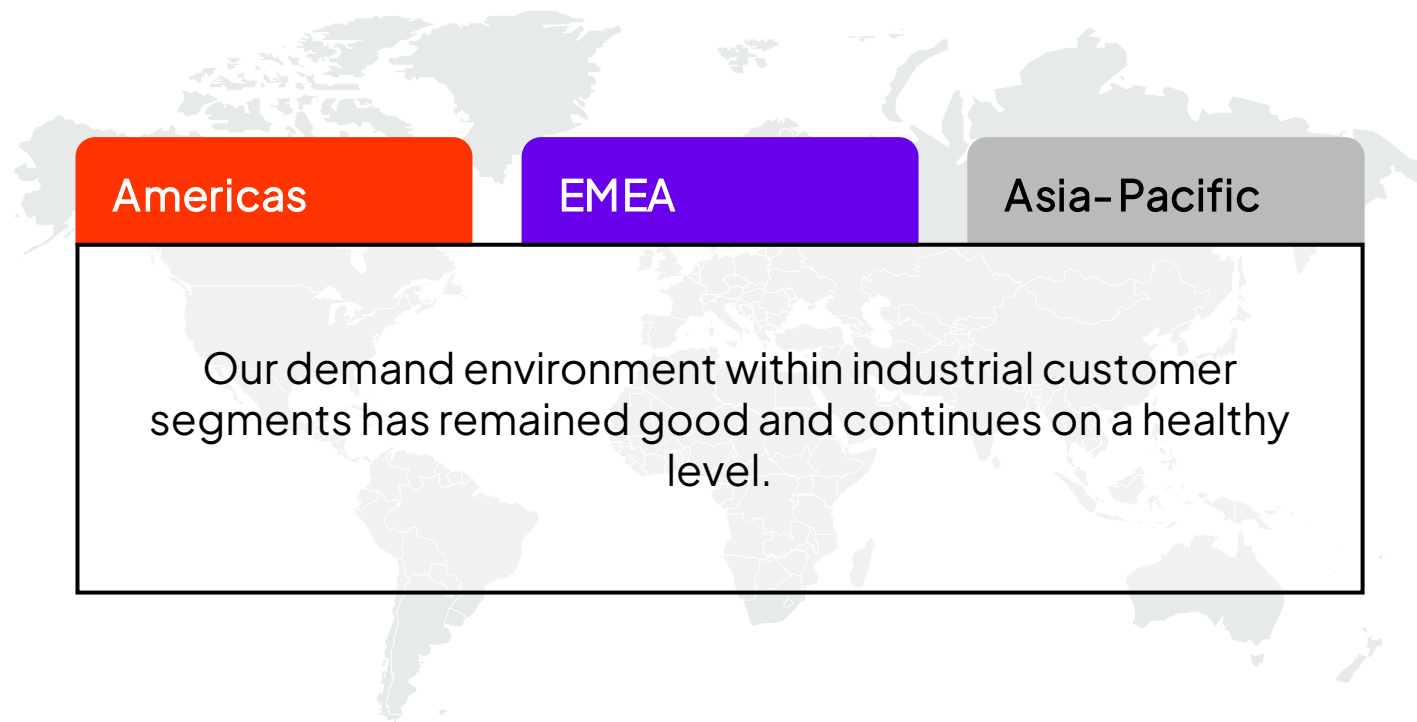 Americas
EMEA
Asia-Pacific
Our demand environment within industrial customer
segments has remained good and continues on a healthy
level.